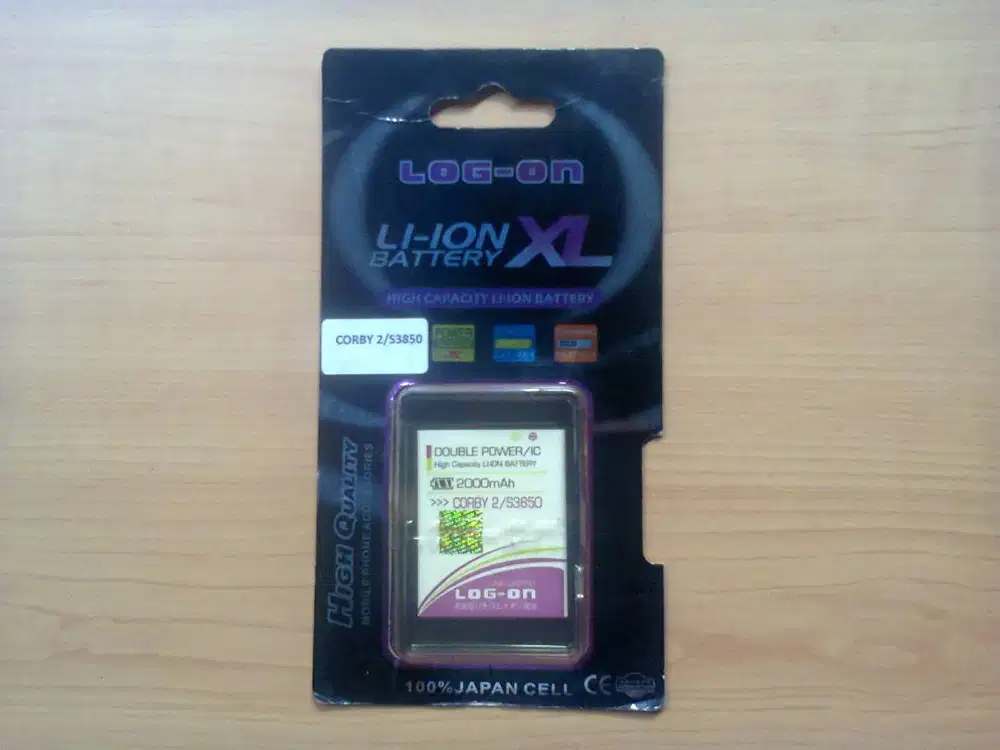 LOG-ON
LI-ION
BATTERY XL
HIGH CAPACITY LI-ION BATTERY
CORBY 2/S3850
DOUBLE POWER/IC
High Capacity LI-ION BATTERY
2000mAh
>>> CORBY 2/S3850
LOG-ON
HIGH QUALITY
MOBILE PHONE ACCESSORIES
100% JAPAN CELL CE